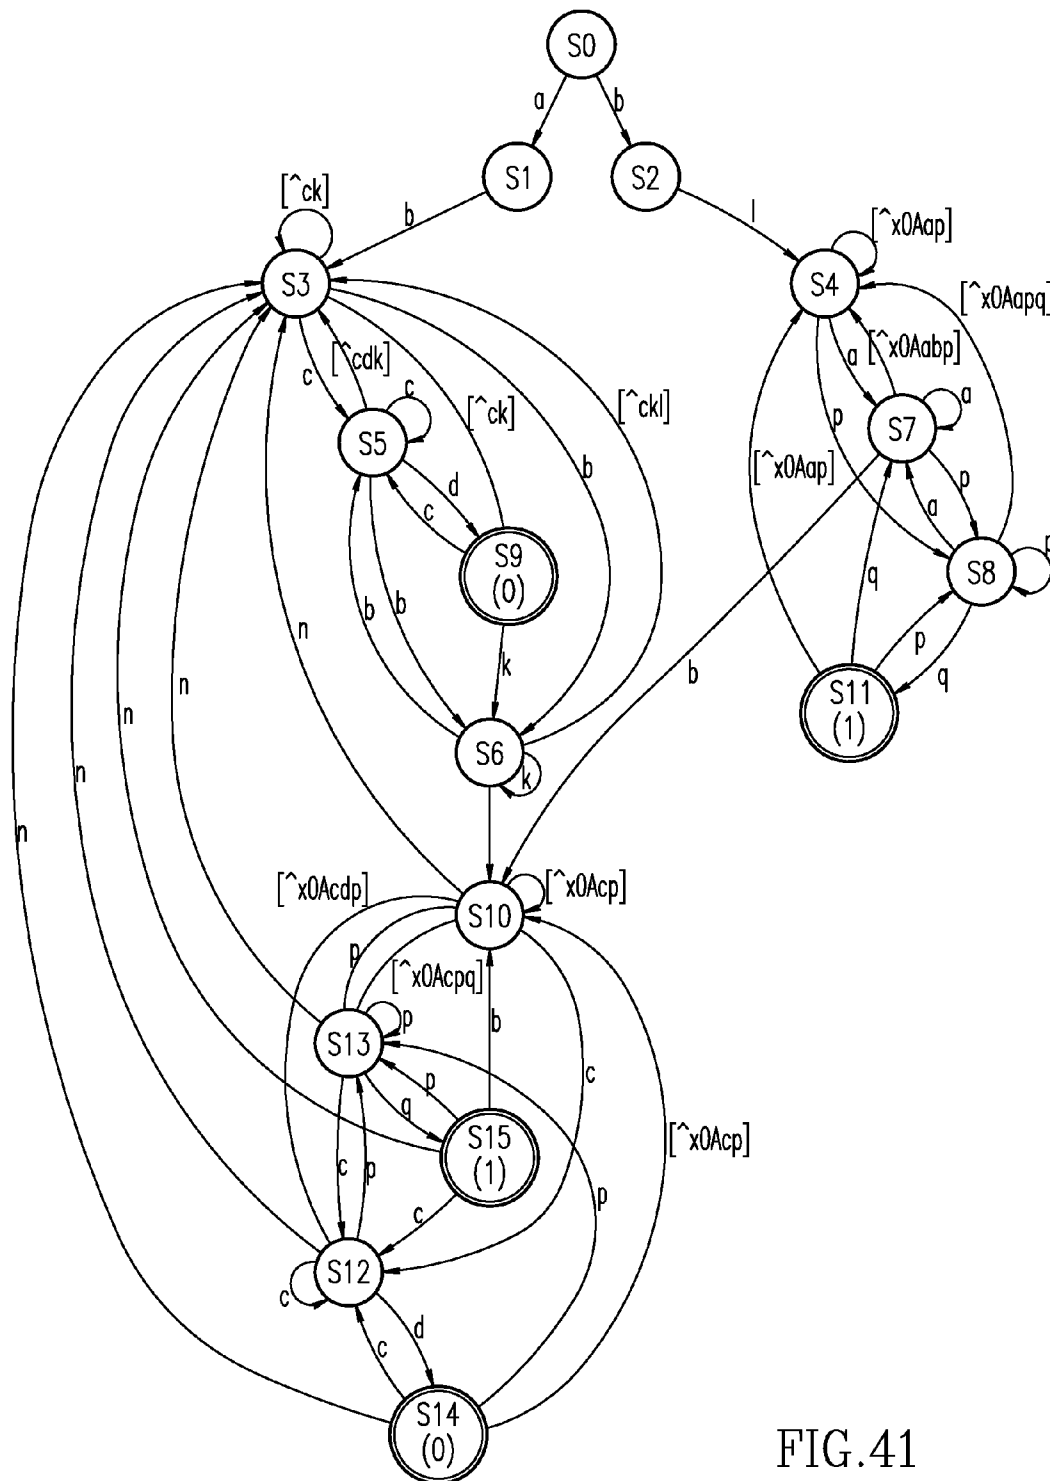 S0
a
b
S1
S2
[^ck]
b
l
[^x0Aap]
S3
S4
[^x0Aapq]
[^cdk]
c
c
[^ck]
[^ckl]
a
[^x0Aabp]
a
S5
p
S7
d
b
[^x0Aap]
p
c
a
S9
(0)
S8
p
b
b
q
n
k
p
q
b
S11
(1)
n
n
S6
k
n
n
[^x0Acdp]
[^x0Acp]
S10
p
[^x0Acpq]
p
b
S13
c
p
q
S15
(1)
[^x0Acp]
c
p
c
p
S12
c
d
c
S14
(0)
FIG.41